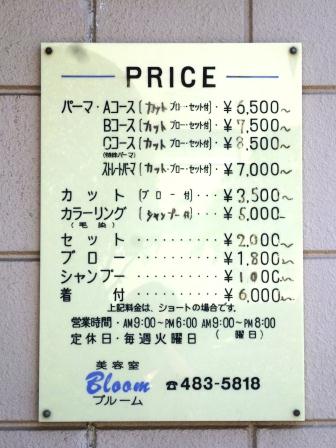 PRICE
パーマ・Aコース(カットブロー・セット付)・¥6,500~
Bコース(カットブロー・セット付)・¥7,500~
Cコース(カットブロー・セット付)・¥8,500~
(特殊パーマ)
ストレートパーマ(カット・ブロー・セット付)・¥7,000~
カット(ブロー付)・・・・¥3,500~
カラーリング(シャンプー付)・¥5,000~
(毛染)
セット・・・・・・・・・・¥2,000~
ブロー・・・・・・・・・・¥1,800~
シャンプー・・・・・・・・¥1000~
着付・・・・・・・・・・¥6,000~
上記料金は、ショートの場合です。
営業時間・AM9:00~PM6:00 AM9:00~PM8:00
定休日・毎週火曜日(曜日)
美容室
Bloom ☎483-5818
ブルーム